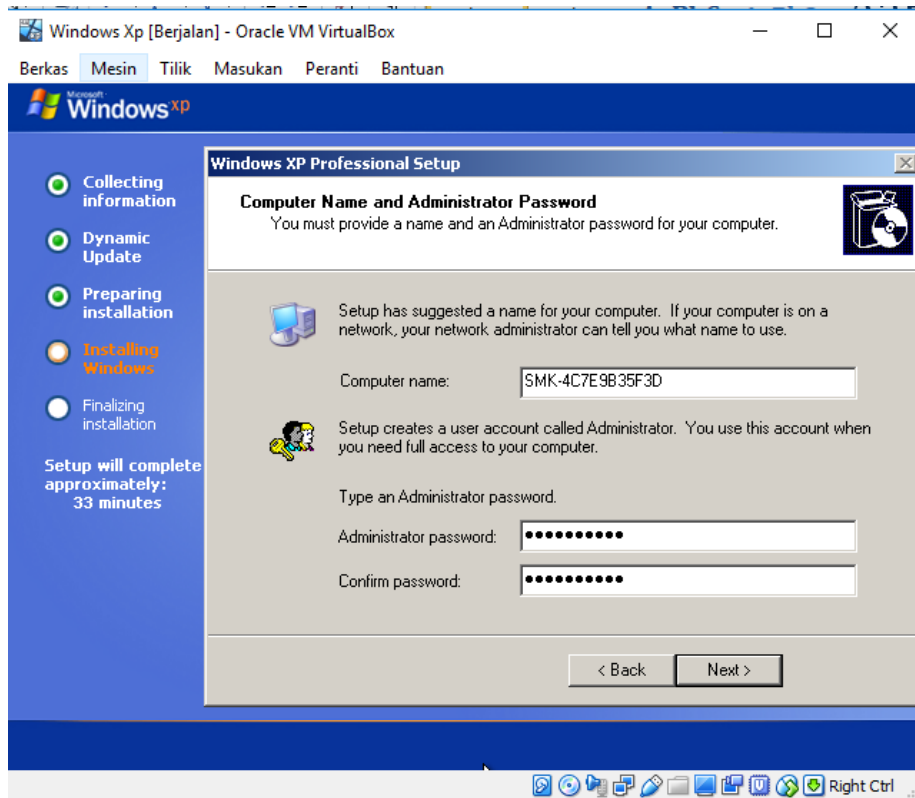 Windows Xp [Berjalan] - Oracle VM VirtualBox
Berkas Mesin Tilik Masukan Peranti Bantuan
Microsoft
Windows xp
Collecting
information
Dynamic
Update
Preparing
installation
Installing
Windows
Finalizing
installation
Setup will complete
approximately:
33 minutes
Windows XP Professional Setup
Computer Name and Administrator Password
You must provide a name and an Administrator password for your computer.
Setup has suggested a name for your computer. If your computer is on a
network, your network administrator can tell you what name to use.
Computer name: SMK-4C7E9B35F3D
Setup creates a user account called Administrator. You use this account when
you need full access to your computer.
Type an Administrator password.
Administrator password: ••••••••••
Confirm password: ••••••••••
< Back Next >
Right Ctrl